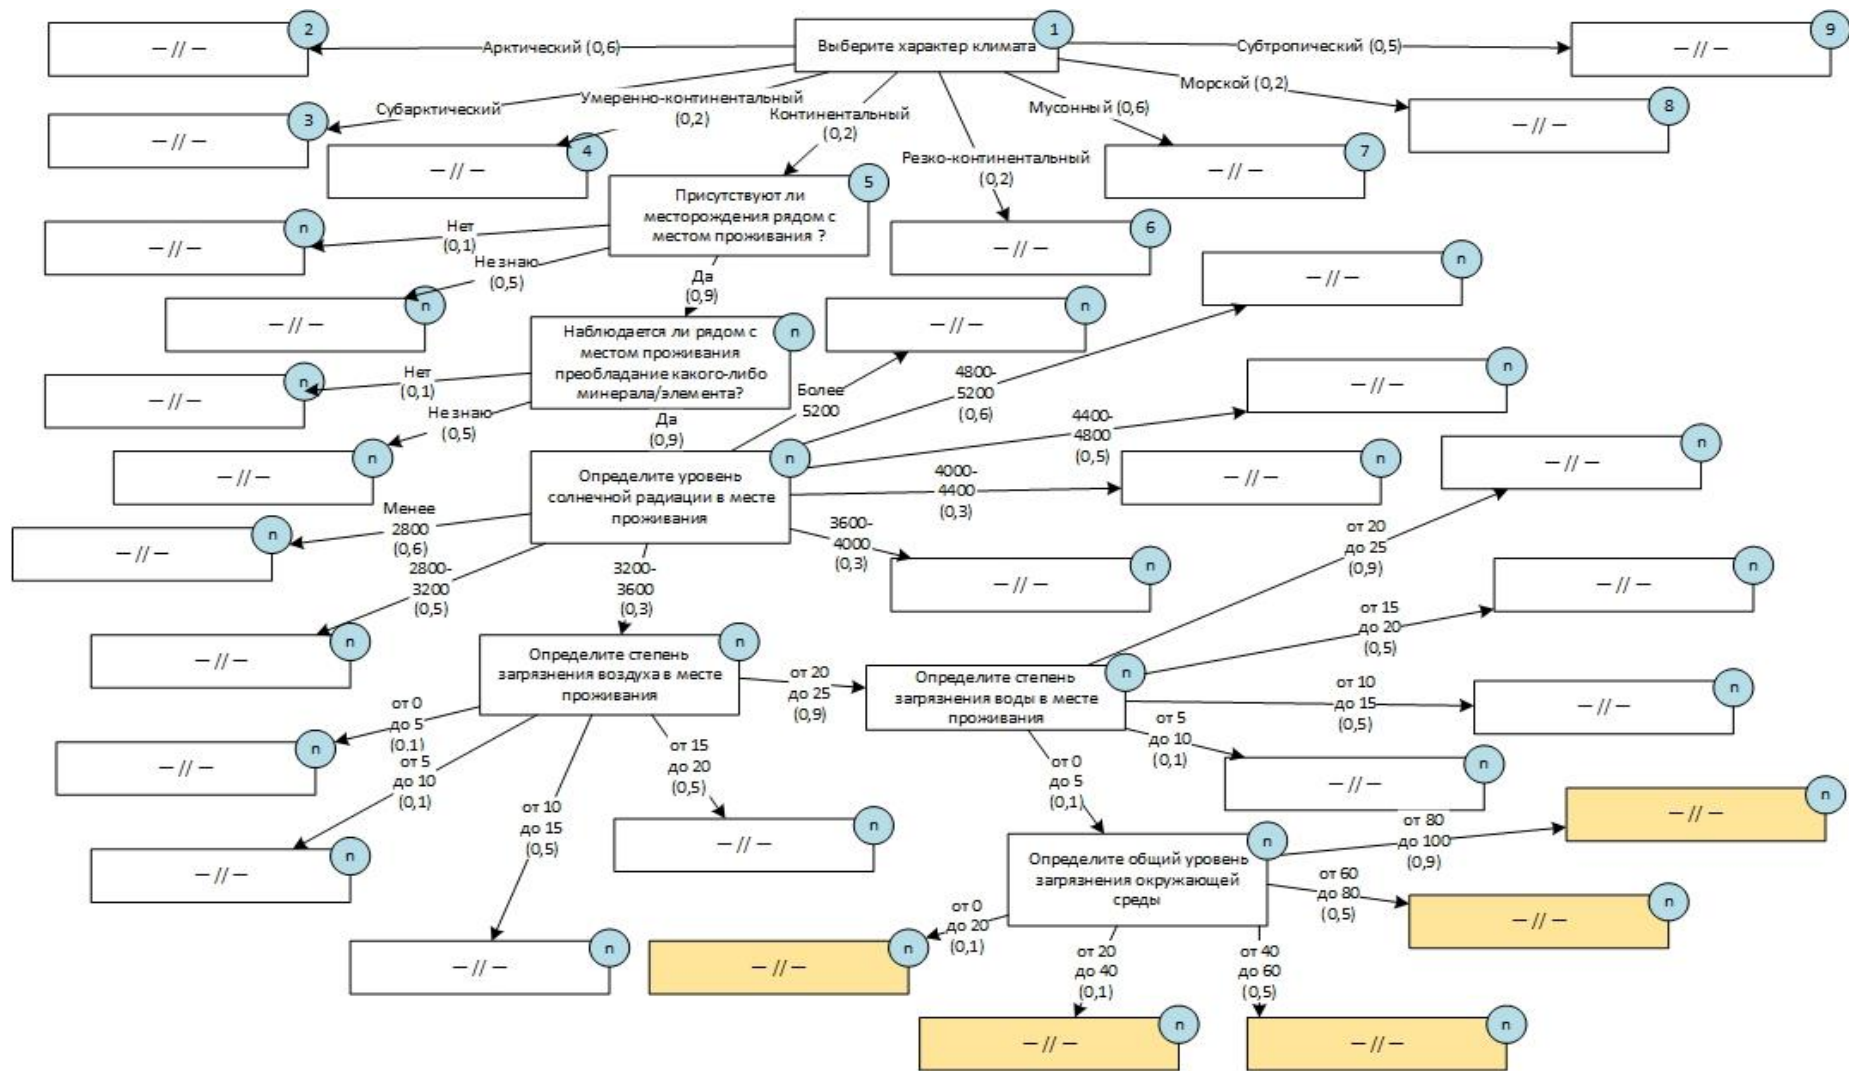 2
— // —
Арктический (0,6)
1
Выберите характер климата
Субтропический (0,5)
9
— // —
Субарктический
3
— // —
Умеренно-континентальный
(0,2)
4
— // —
Континентальный
(0,2)
Резко-континентальный
(0,2)
6
— // —
Мусонный (0,6)
7
— // —
Морской (0,2)
8
— // —
5
Присутствуют ли
месторождения рядом с
местом проживания ?
Нет
(0,1)
n
— // —
Не знаю
(0,5)
n
— // —
Да
(0,9)
n
Наблюдается ли рядом с
местом проживания
преобладание какого-либо
минерала/элемента?
Нет
(0,1)
n
— // —
Не знаю
(0,5)
n
— // —
Да
(0,9)
n
Определите уровень
солнечной радиации в месте
проживания
Более
5200
n
— // —
4800-
5200
(0,6)
n
— // —
4400-
4800
(0,5)
n
— // —
4000-
4400
(0,3)
n
— // —
3600-
4000
(0,3)
n
— // —
Менее
2800
(0,6)
n
— // —
2800-
3200
(0,5)
n
— // —
3200-
3600
(0,3)
n
Определите степень
загрязнения воздуха в месте
проживания
от 0
до 5
(0,1)
n
— // —
от 5
до 10
(0,1)
n
— // —
от 10
до 15
(0,5)
n
— // —
от 15
до 20
(0,5)
n
— // —
от 20
до 25
(0,9)
n
Определите степень
загрязнения воды в месте
проживания
от 20
до 25
(0,9)
n
— // —
от 15
до 20
(0,5)
n
— // —
от 10
до 15
(0,5)
n
— // —
от 5
до 10
(0,1)
n
— // —
от 0
до 5
(0,1)
n
Определите общий уровень
загрязнения окружающей
среды
от 80
до 100
(0,9)
n
— // —
от 60
до 80
(0,5)
n
— // —
от 0
до 20
(0,1)
n
— // —
от 20
до 40
(0,1)
n
— // —
от 40
до 60
(0,5)
n
— // —